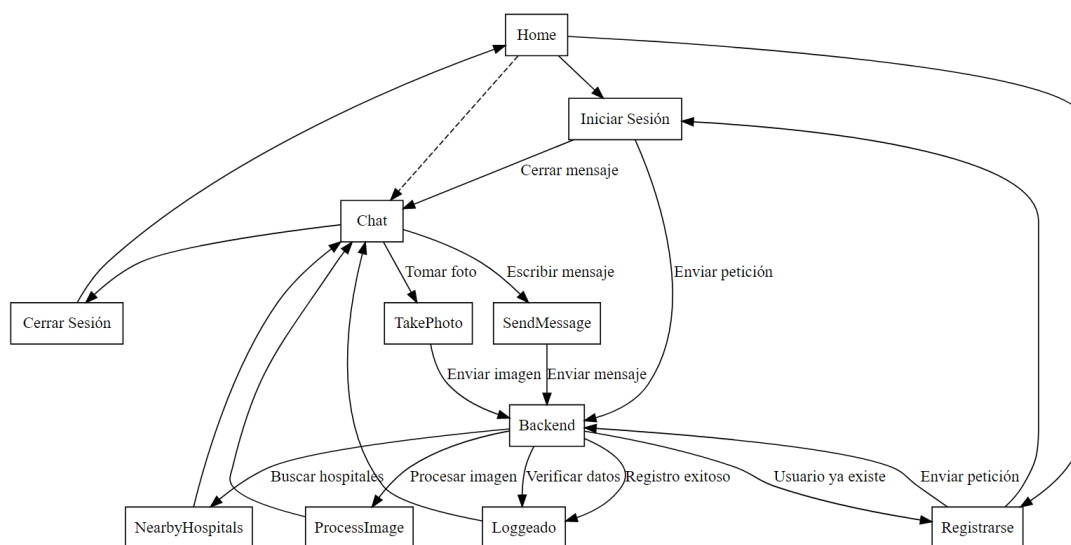 Home
Iniciar Sesión
Cerrar mensaje
Chat
Tomar foto
Escribir mensaje
Enviar petición
Cerrar Sesión
TakePhoto
SendMessage
Enviar imagen
Enviar mensaje
Backend
Buscar hospitales
Procesar imagen
Verificar datos
Registro exitoso
Usuario ya existe
Enviar petición
NearbyHospitals
ProcessImage
Loggeado
Registrarse